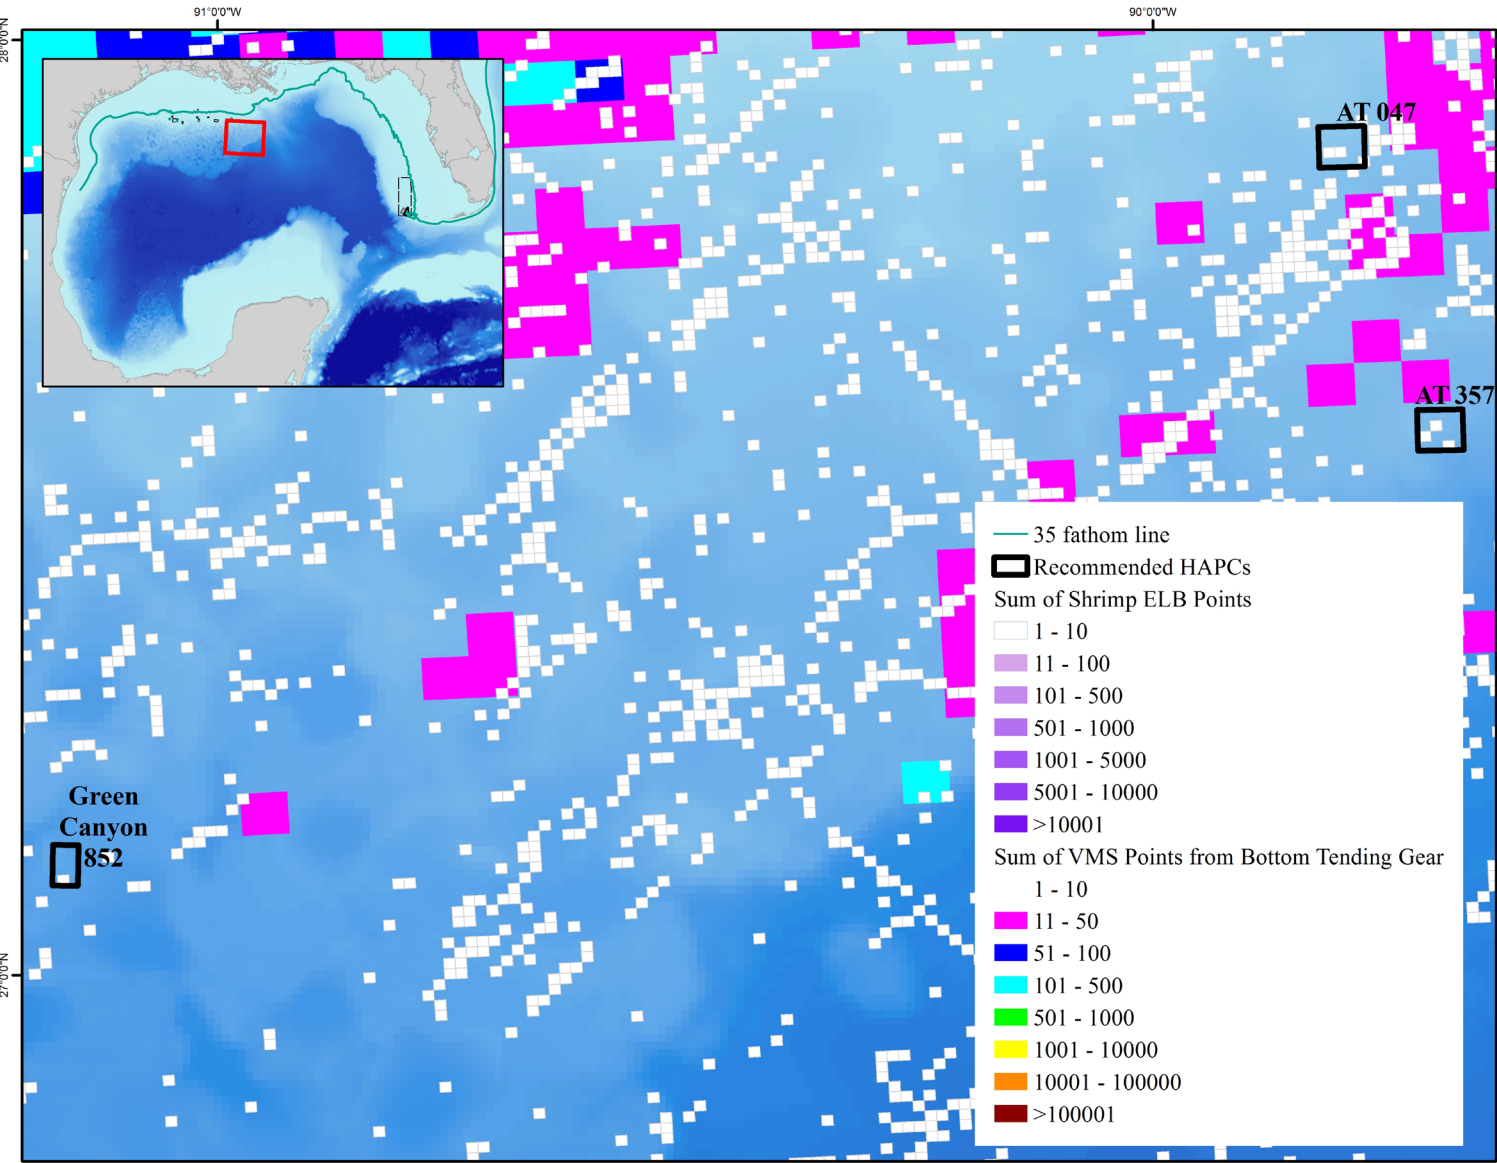 91°0'0"W
90°0'0"W
28°0'0"N
AT 047
AT 357
35 fathom line
Recommended HAPCs
Sum of Shrimp ELB Points
1 - 10
11 - 100
101 - 500
501 - 1000
1001 - 5000
5001 - 10000
>10001
Sum of VMS Points from Bottom Tending Gear
1 - 10
11 - 50
51 - 100
101 - 500
501 - 1000
1001 - 10000
10001 - 100000
>100001
Green
Canyon
852
27°0'0"N